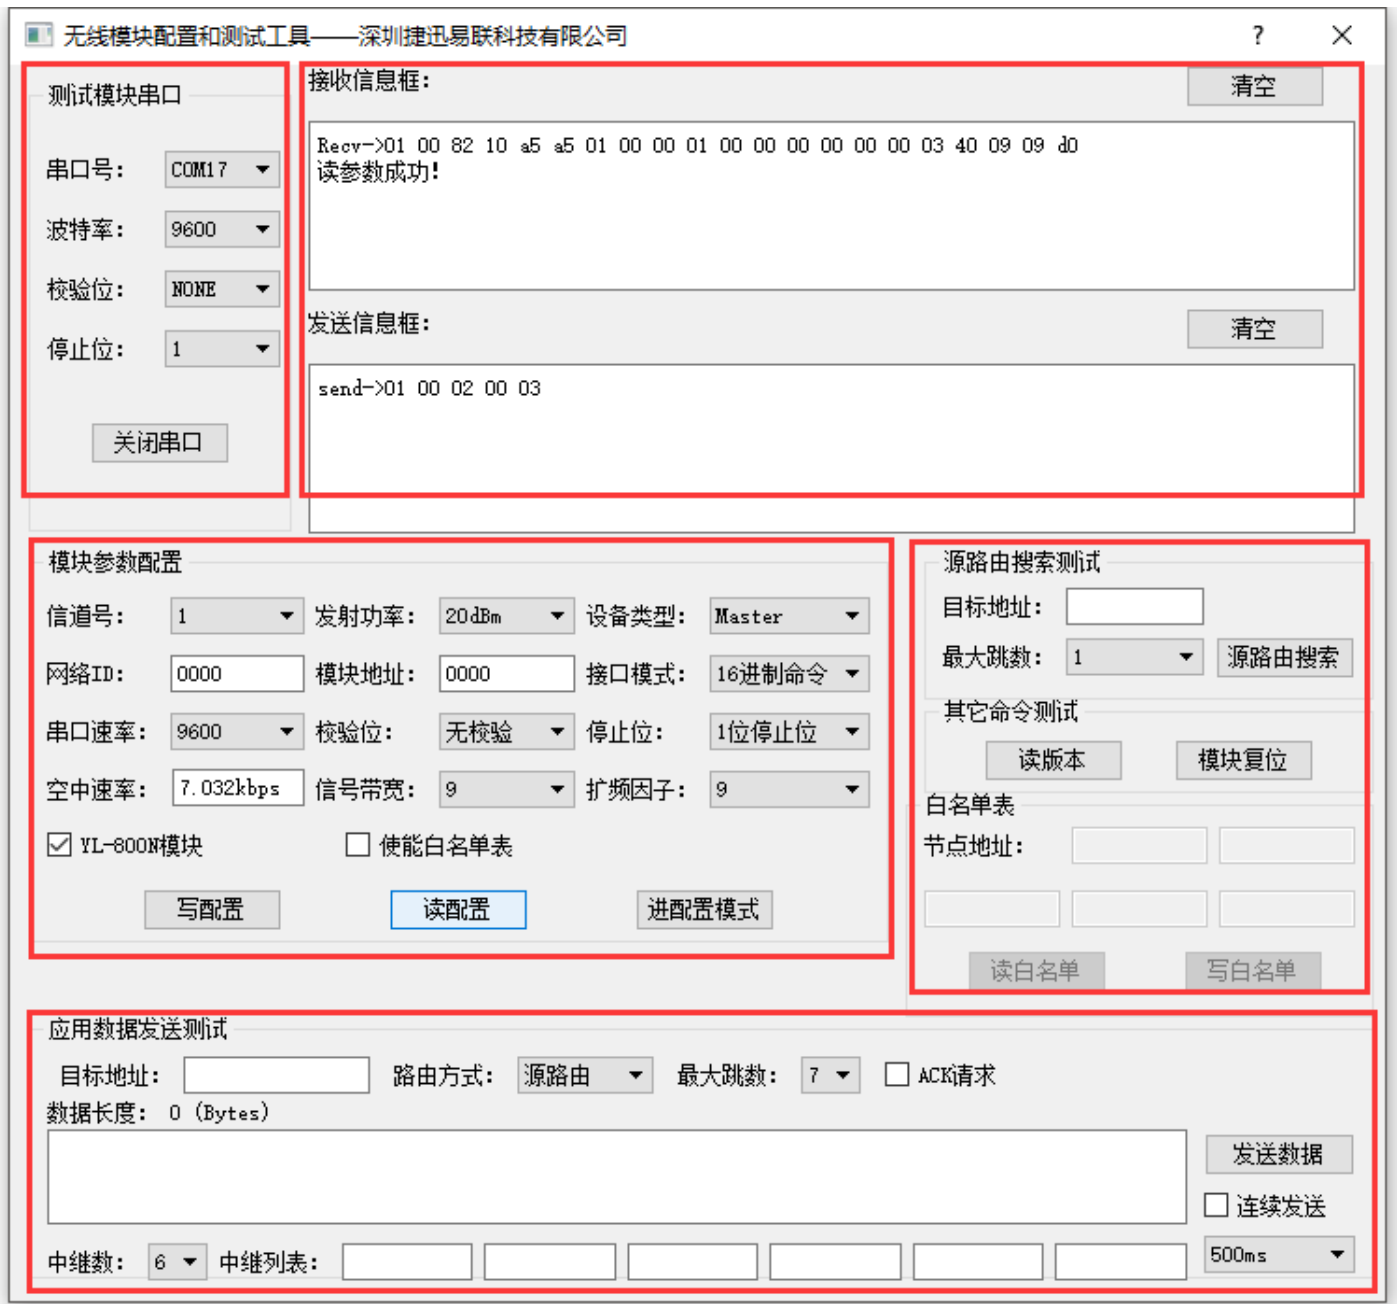 无线模块配置和测试工具——深圳捷迅易联科技有限公司
?
测试模块串口
串口号: COM17
波特率: 9600
校验位: NONE
停止位: 1
关闭串口
接收信息框:
清空
Recv->01 00 82 10 a5 a5 01 00 00 01 00 00 00 00 00 00 03 40 09 09 d0
读参数成功!
发送信息框:
清空
send->01 00 02 00 03
模块参数配置
信道号: 1 发射功率: 20dBm 设备类型: Master
网络ID: 0000 模块地址: 0000 接口模式: 16进制命令
串口速率: 9600 校验位: 无校验 停止位: 1位停止位
空中速率: 7.032kbps 信号带宽: 9 扩频因子: 9
YL-800N模块 使能白名单表
写配置 读配置 进配置模式
源路由搜索测试
目标地址:
最大跳数: 1 源路由搜索
其它命令测试
读版本 模块复位
白名单表
节点地址:
读白名单 写白名单
应用数据发送测试
目标地址: 路由方式: 源路由 最大跳数: 7 ACK请求
数据长度: 0 (Bytes)
发送数据
连续发送
中继数: 6 中继列表: 500ms